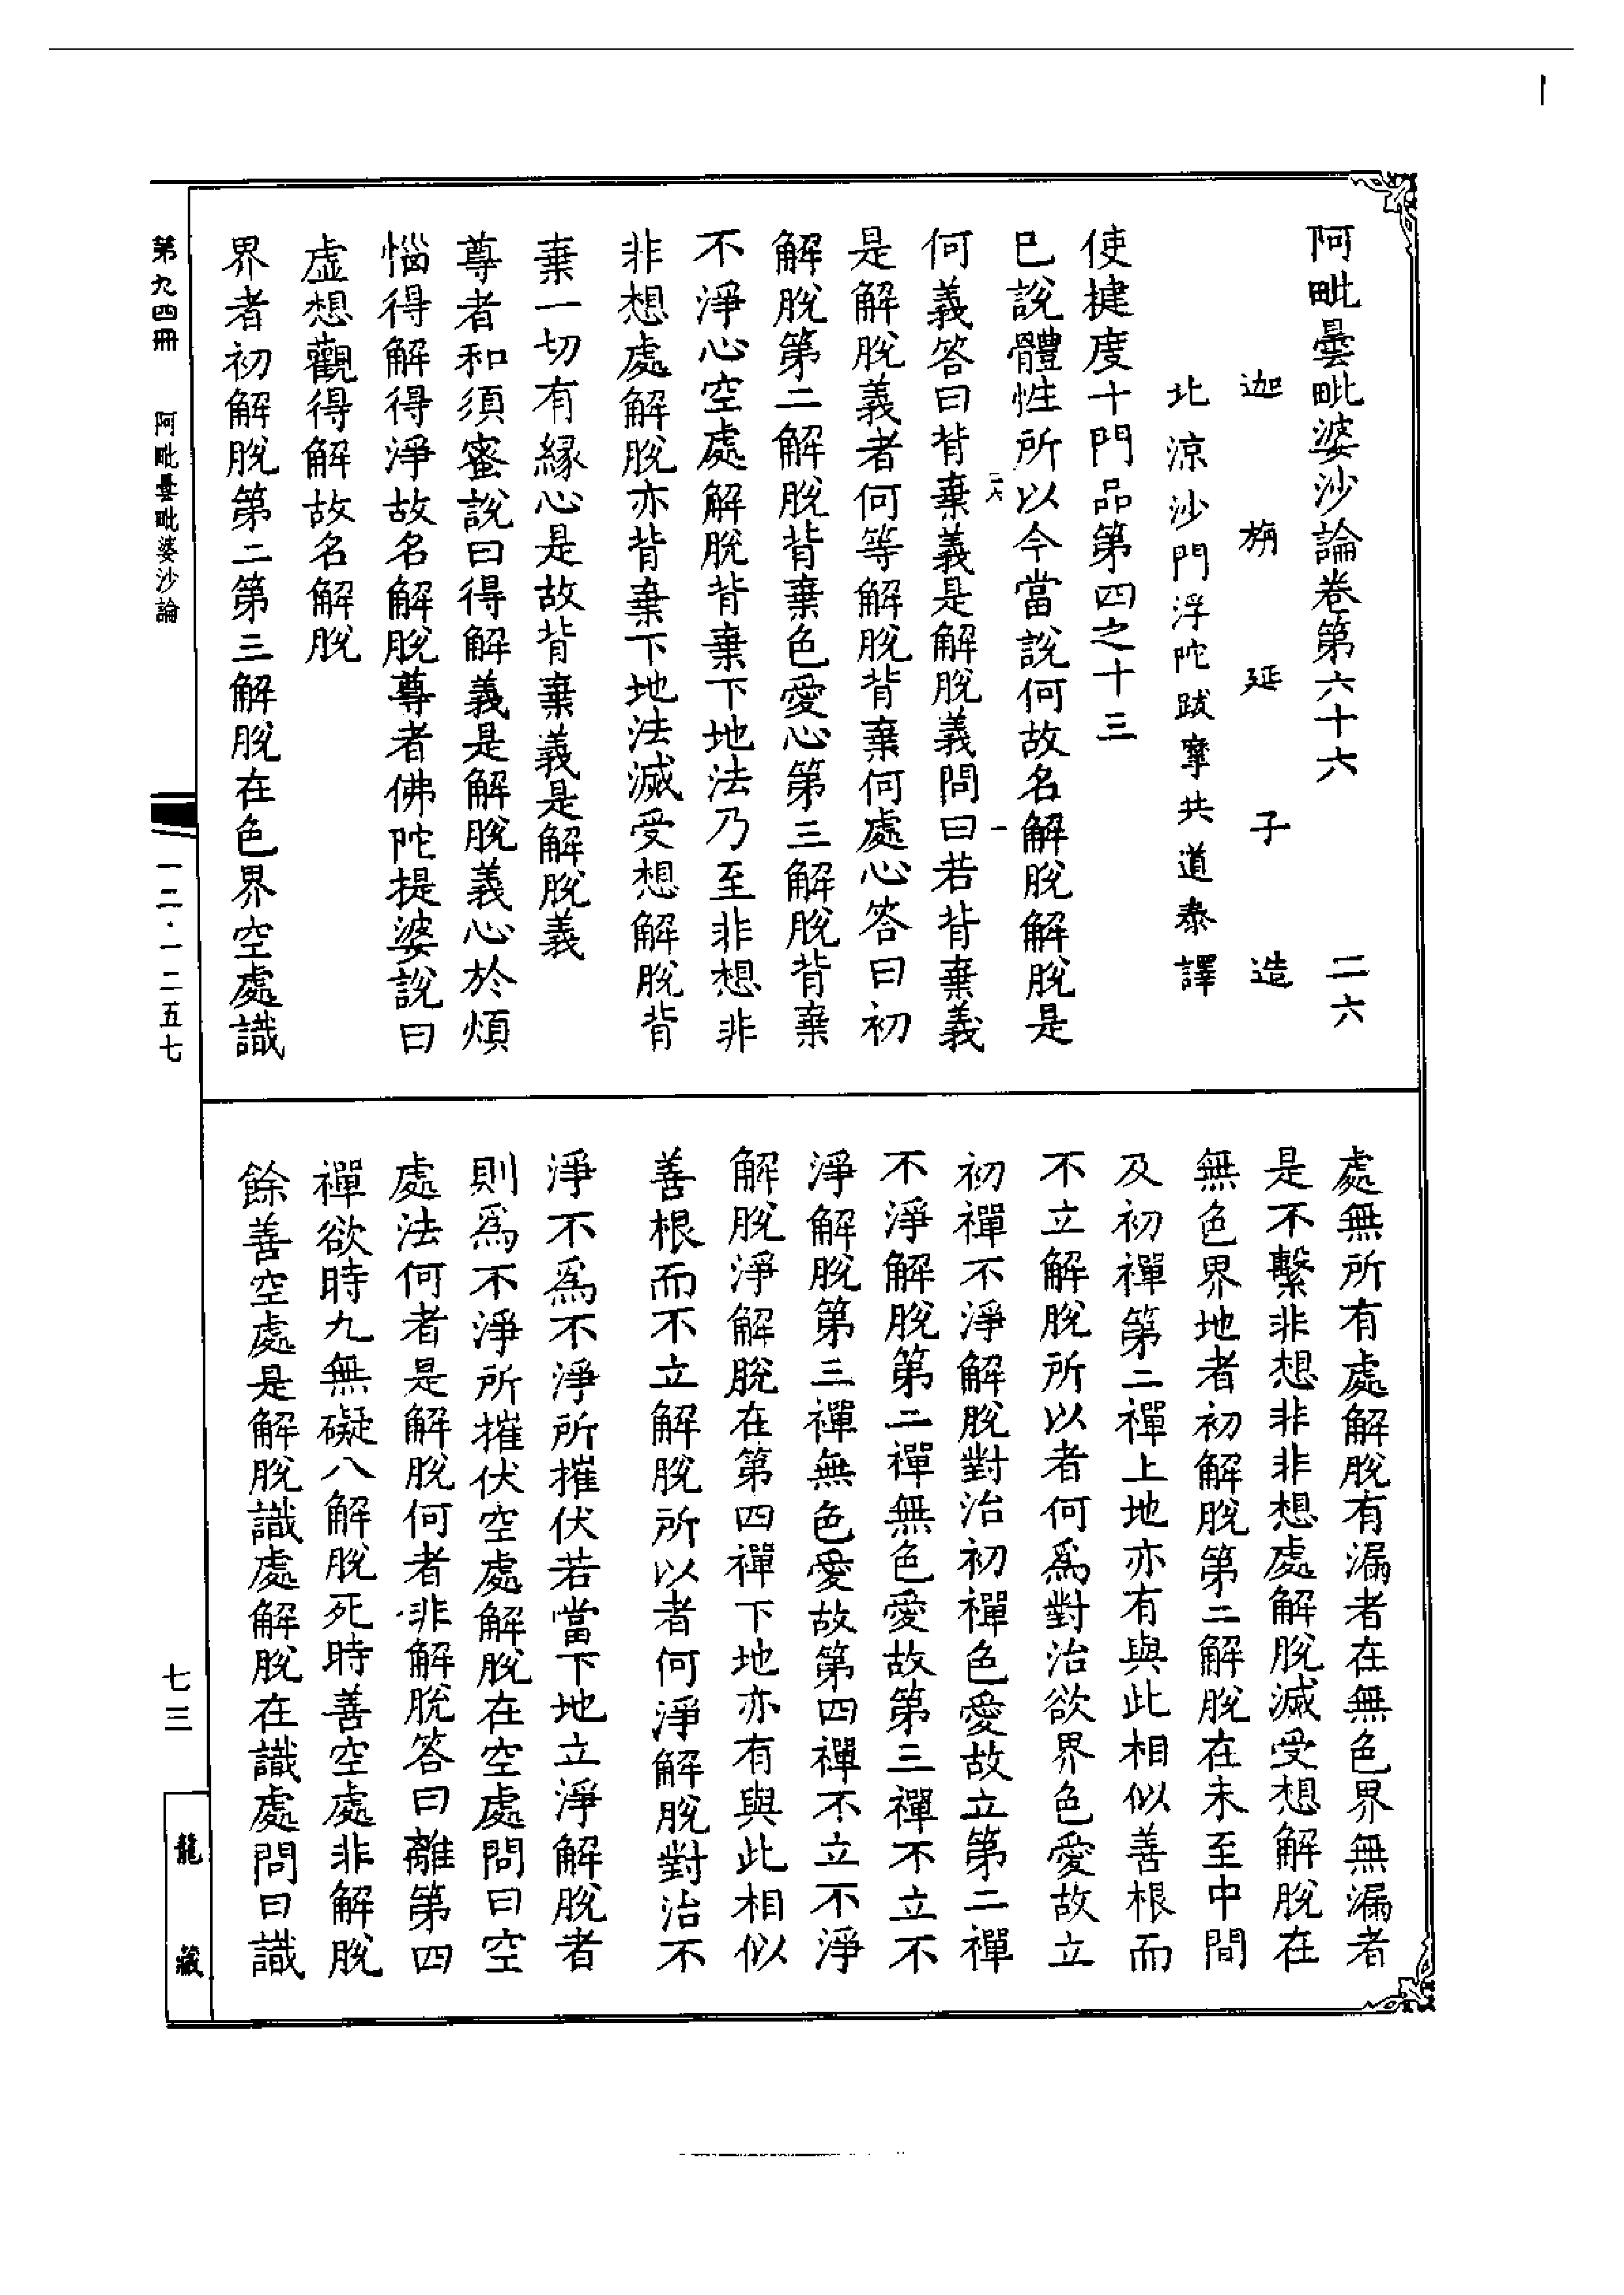 阿毗曇毗婆沙論卷第六十六　二六
迦旃延子造
北涼沙門浮陀跋摩共道泰譯
使揵度十門品第四之十三
已說體性所以今當說何故名解脫解脫是
二六　一
何義答曰背棄義是解脫義問曰若背棄義
是解脫義者何等解脫背棄何處心答曰初
解脫第二解脫背棄色愛心第三解脫背棄
不淨心空處解脫背棄下地法乃至非想非
非想處解脫亦背棄下地法滅受想解脫背
棄一切有緣心是故背棄義是解脫義
尊者和須蜜說曰得解義是解脫義心於煩
惱得解得淨故名解脫尊者佛陀提婆說曰
虛想觀得解故名解脫
界者初解脫第二第三解脫在色界空處識
處無所有處解脫有漏者在無色界無漏者
是不繫非想非非想處解脫滅受想解脫在
無色界地者初解脫第二解脫在未至中間
及初禪第二禪上地亦有與此相似善根而
不立解脫所以者何為對治欲界色愛故立
初禪不淨解脫對治初禪色愛故立第二禪
不淨解脫第二禪無色愛故第三禪不立不
淨解脫第三禪無色愛故第四禪不立不淨
解脫淨解脫在第四禪下地亦有與此相似
善根而不立解脫所以者何淨解脫對治不
淨不為不淨所摧伏若當下地立淨解脫者
則為不淨所摧伏空處解脫在空處問曰空
處法何者是解脫何者非解脫答曰離第四
禪欲時九無礙八解脫死時善空處非解脫
餘善空處是解脫識處解脫在識處問曰識
第九四冊　阿毗曇毗婆沙論　一二·一二五七　七三　龍藏